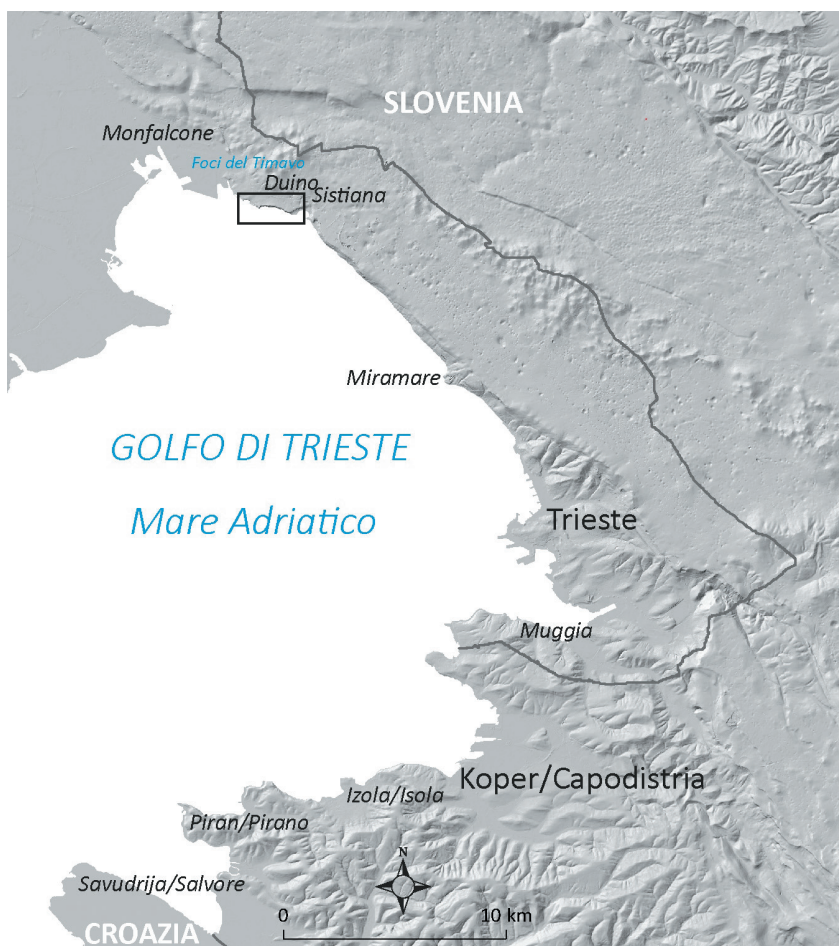 SLOVENIA
Monfalcone
Foci del Timavo
Duino
Sistiana
Miramare
GOLFO DI TRIESTE
Mare Adriatico
Trieste
Muggia
Koper/Capodistria
Izola/Isola
Piran/Pirano
N
Savudrija/Salvore
0
10 km
CROAZIA